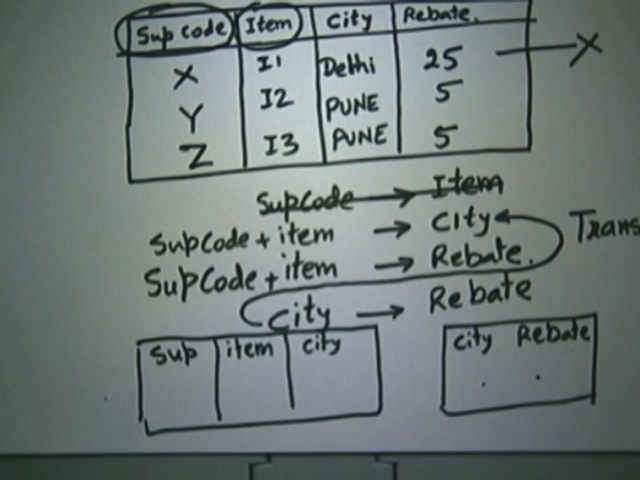 Sup Code Item City Rebate.
X I1 Delhi 25 X
Y I2 PUNE 5
Z I3 PUNE 5
SupCode → Item
SupCode + item → City
SupCode + item → Rebate.
City → Rebate
Trans
Sup item city
city Rebate